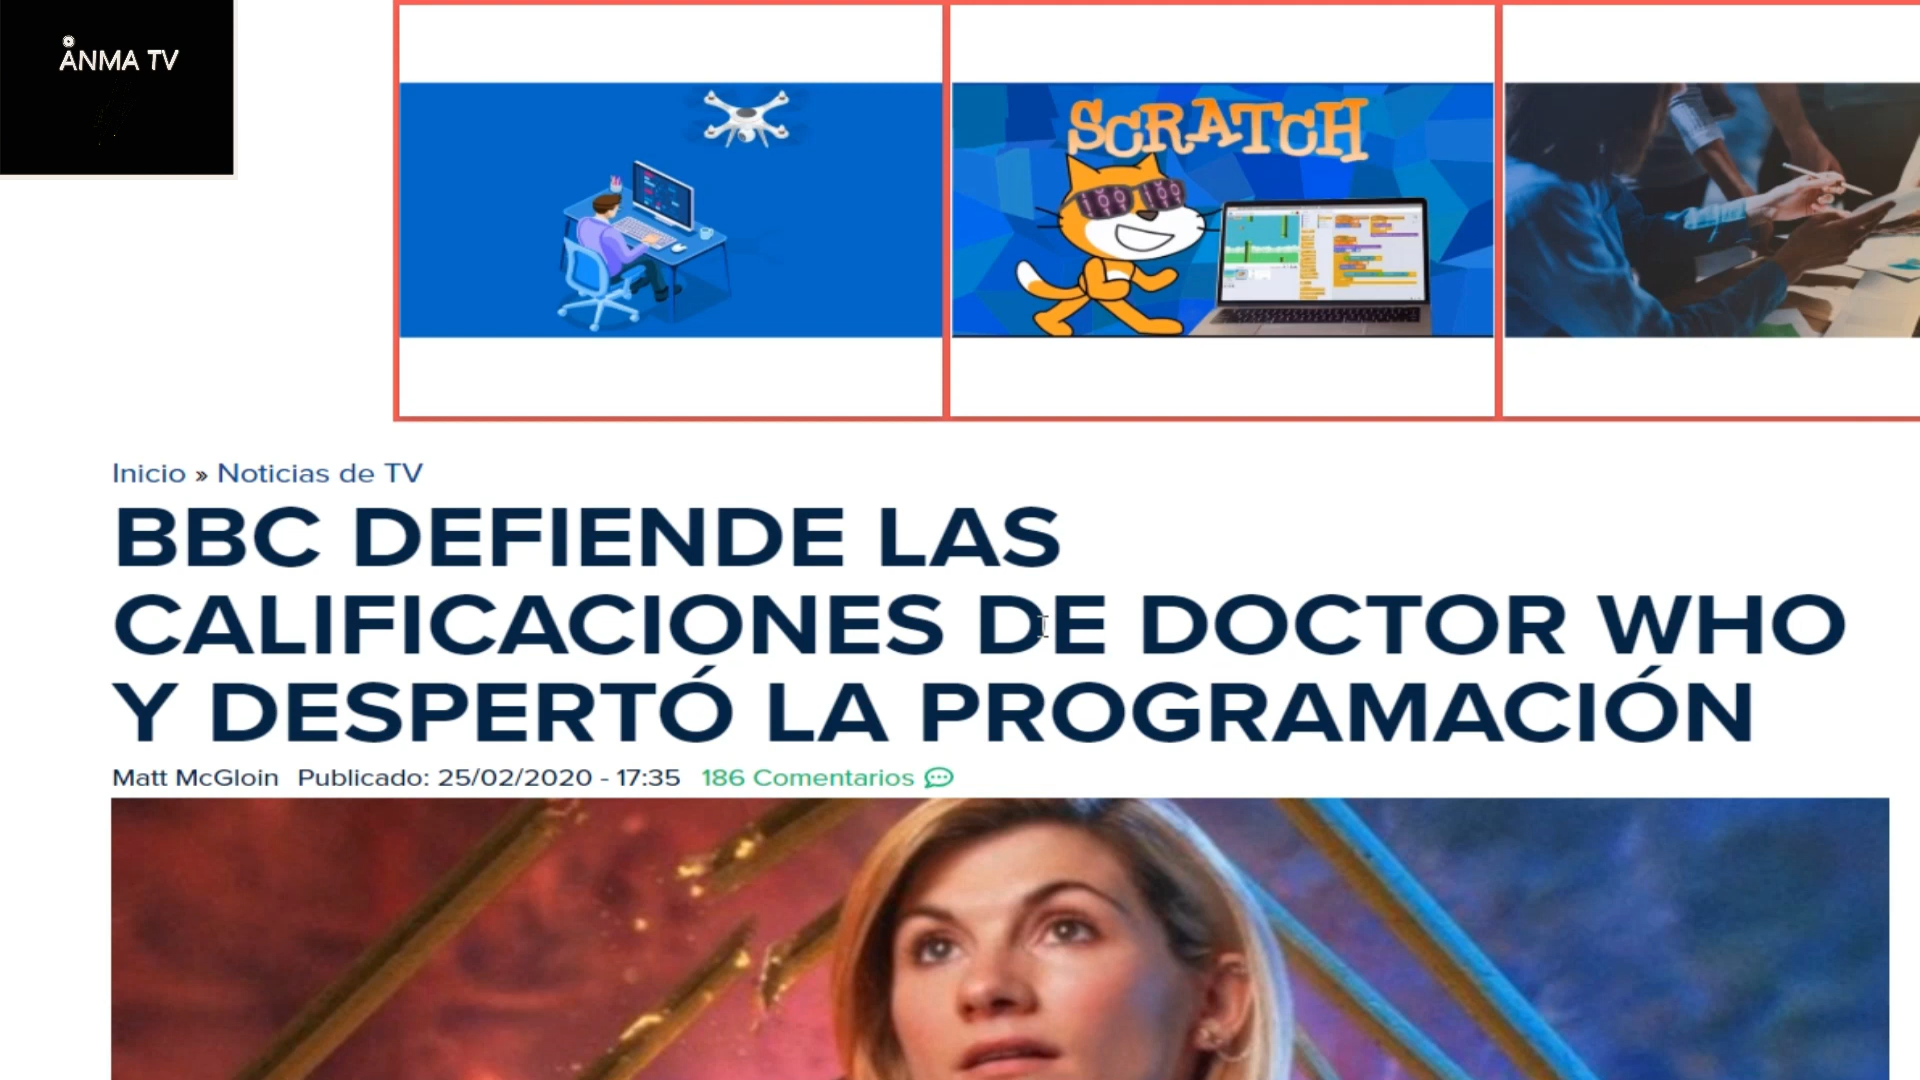 ANMA TV
SCRATCH
Inicio » Noticias de TV
BBC DEFIENDE LAS
CALIFICACIONES DE DOCTOR WHO
Y DESPERTÓ LA PROGRAMACIÓN
Matt McGloin Publicado: 25/02/2020 - 17:35 186 Comentarios